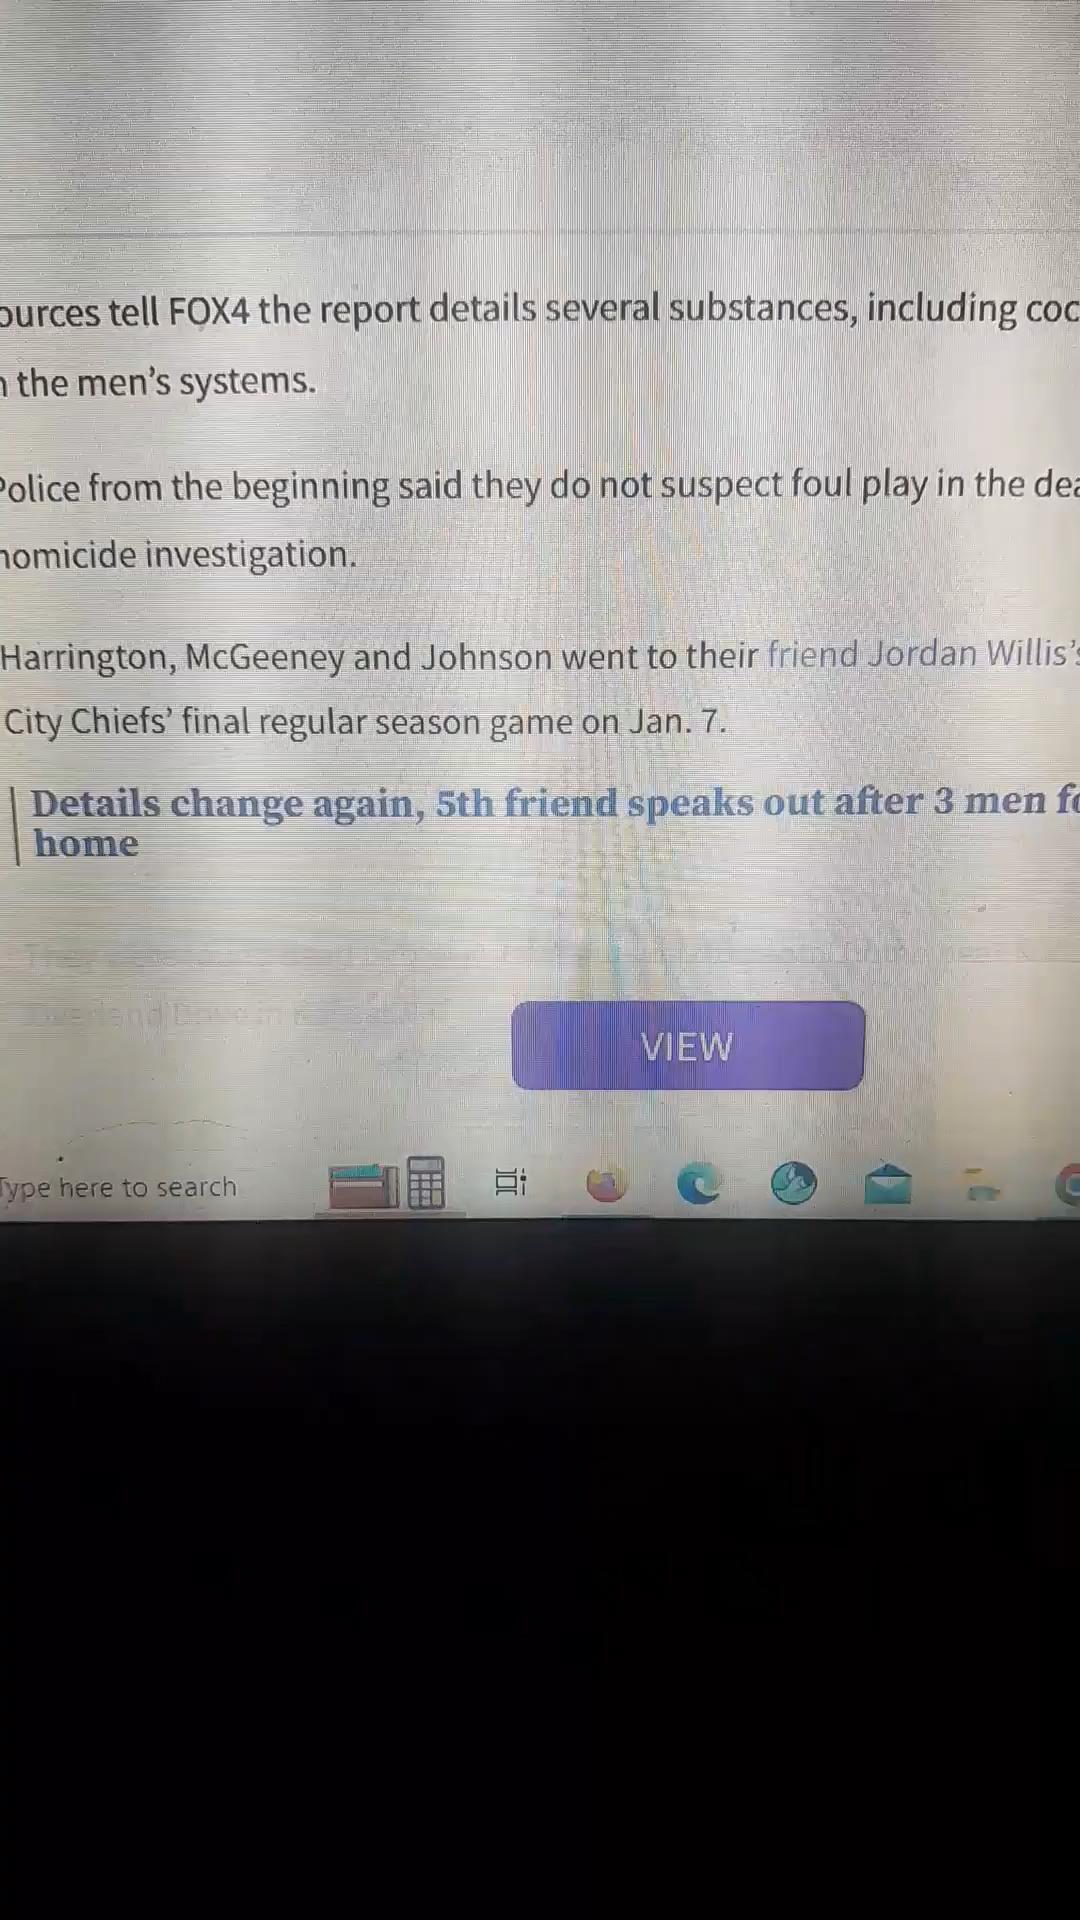 ources tell FOX4 the report details several substances, including coc
the men's systems.
Police from the beginning said they do not suspect foul play in the dea
homicide investigation.
Harrington, McGeeney and Johnson went to their friend Jordan Willis's
City Chiefs' final regular season game on Jan. 7.
Details change again, 5th friend speaks out after 3 men fo
home
VIEW
Type here to search